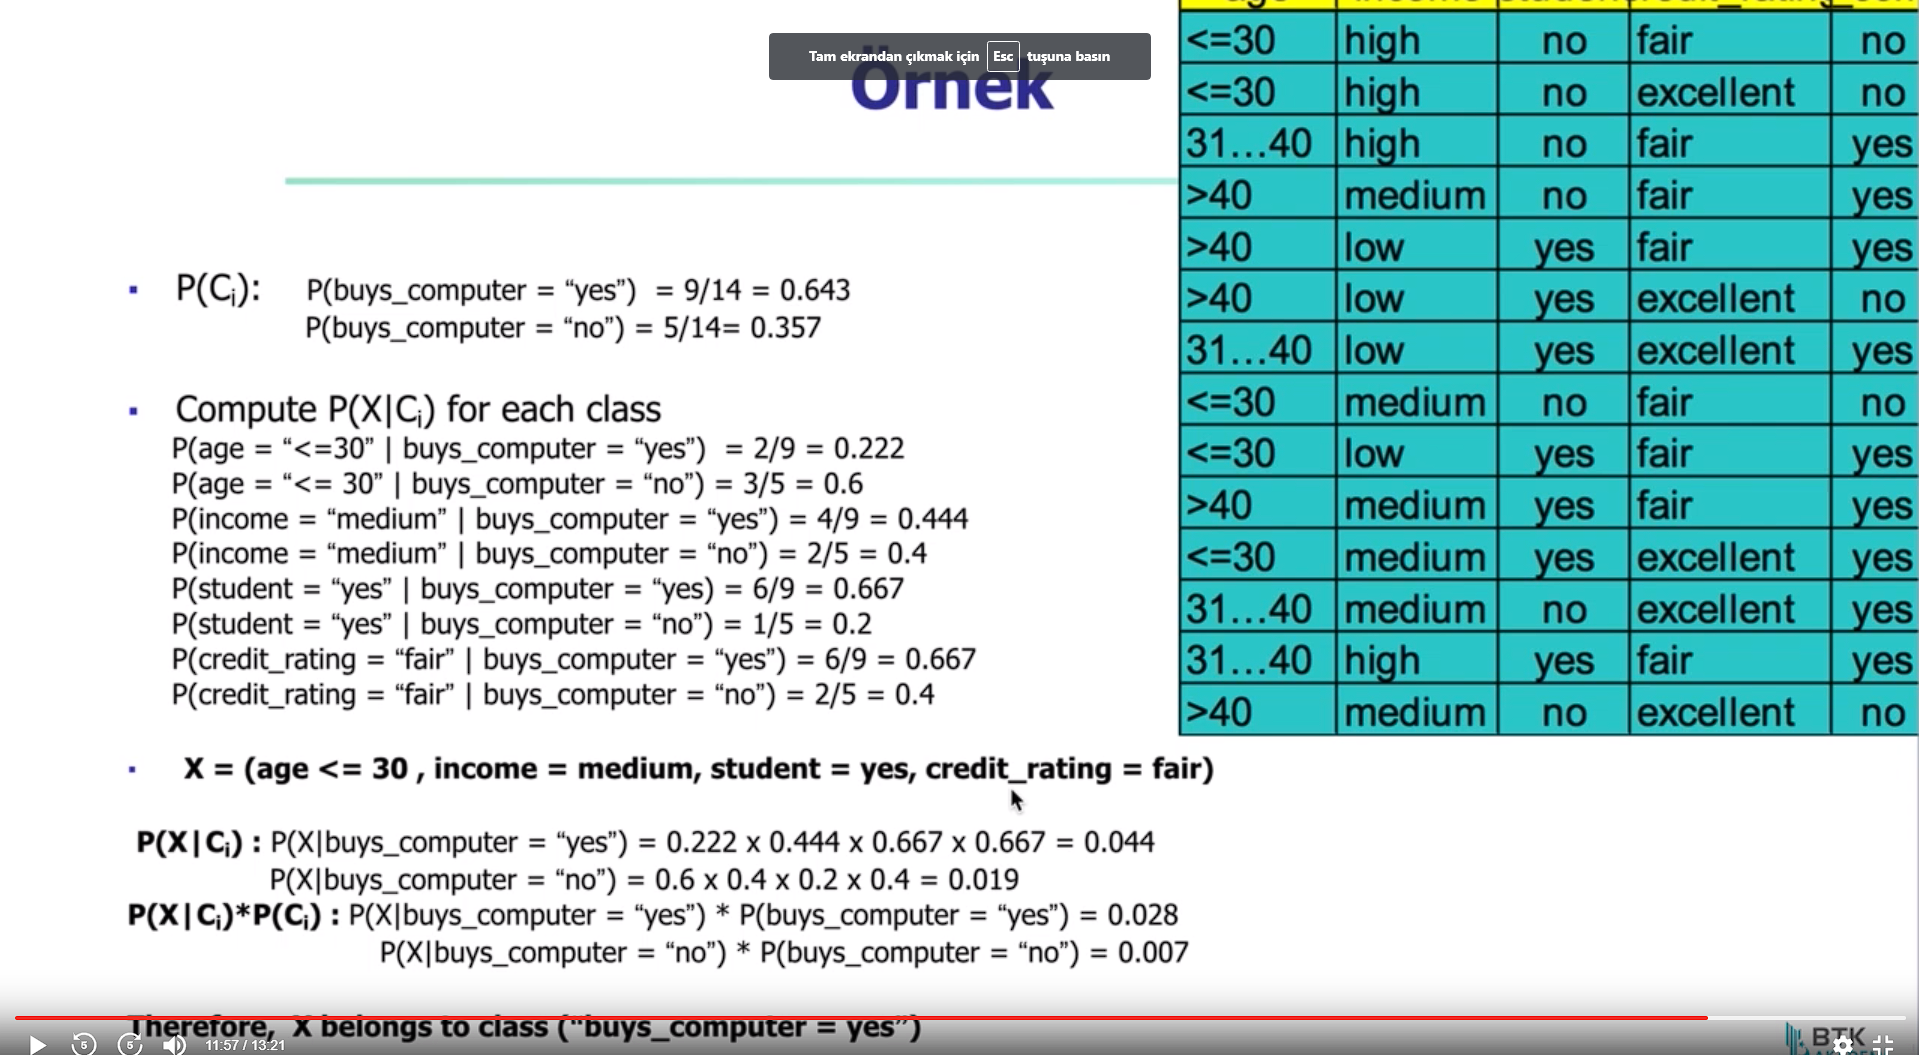 Tam ekrandan çıkmak için Esc tuşuna basın
Örnek
<=30 high no fair no
<=30 high no excellent no
31...40 high no fair yes
>40 medium no fair yes
>40 low yes fair yes
>40 low yes excellent no
31...40 low yes excellent yes
<=30 medium no fair no
<=30 low yes fair yes
>40 medium yes fair yes
<=30 medium yes excellent yes
31...40 medium no excellent yes
31...40 high yes fair yes
>40 medium no excellent no
▪ P(Cᵢ): P(buys_computer = “yes”) = 9/14 = 0.643
P(buys_computer = “no”) = 5/14= 0.357
▪ Compute P(X|Cᵢ) for each class
P(age = “<=30” | buys_computer = “yes”) = 2/9 = 0.222
P(age = “<= 30” | buys_computer = “no”) = 3/5 = 0.6
P(income = “medium” | buys_computer = “yes”) = 4/9 = 0.444
P(income = “medium” | buys_computer = “no”) = 2/5 = 0.4
P(student = “yes” | buys_computer = “yes) = 6/9 = 0.667
P(student = “yes” | buys_computer = “no”) = 1/5 = 0.2
P(credit_rating = “fair” | buys_computer = “yes”) = 6/9 = 0.667
P(credit_rating = “fair” | buys_computer = “no”) = 2/5 = 0.4
▪ X = (age <= 30 , income = medium, student = yes, credit_rating = fair)
P(X|Cᵢ) : P(X|buys_computer = “yes”) = 0.222 x 0.444 x 0.667 x 0.667 = 0.044
P(X|buys_computer = “no”) = 0.6 x 0.4 x 0.2 x 0.4 = 0.019
P(X|Cᵢ)*P(Cᵢ) : P(X|buys_computer = “yes”) * P(buys_computer = “yes”) = 0.028
P(X|buys_computer = “no”) * P(buys_computer = “no”) = 0.007
Therefore, X belongs to class (“buys_computer = yes”)
5 5 11:57 / 13:21
BTK